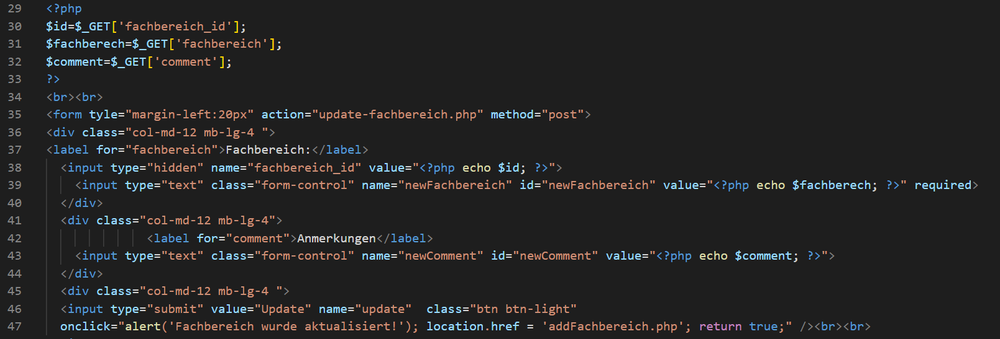 29 <?php
30 $id=$_GET['fachbereich_id'];
31 $fachberech=$_GET['fachbereich'];
32 $comment=$_GET['comment'];
33 ?>
34 <br><br>
35 <form tyle="margin-left:20px" action="update-fachbereich.php" method="post">
36 <div class="col-md-12 mb-lg-4 ">
37 <label for="fachbereich">Fachbereich:</label>
38 <input type="hidden" name="fachbereich_id" value="<?php echo $id; ?>">
39 <input type="text" class="form-control" name="newFachbereich" id="newFachbereich" value="<?php echo $fachberech; ?>" required>
40 </div>
41 <div class="col-md-12 mb-lg-4">
42 <label for="comment">Anmerkungen</label>
43 <input type="text" class="form-control" name="newComment" id="newComment" value="<?php echo $comment; ?>">
44 </div>
45 <div class="col-md-12 mb-lg-4 ">
46 <input type="submit" value="Update" name="update"  class="btn btn-light"
47 onclick="alert('Fachbereich wurde aktualisiert!'); location.href = 'addFachbereich.php'; return true;" /><br><br>